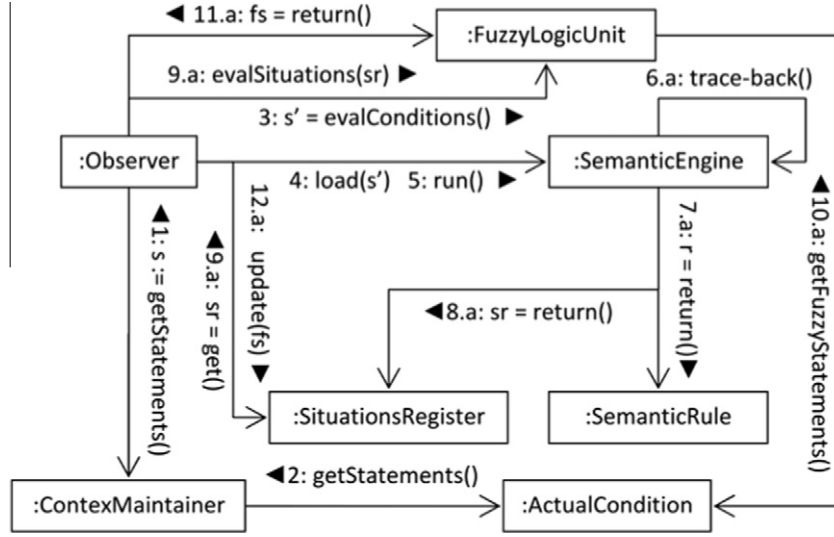 ◀ 11.a: fs = return()
:FuzzyLogicUnit
9.a: evalSituations(sr) ▶
6.a: trace-back()
3: s’ = evalConditions() ▶
:Observer
:SemanticEngine
4: load(s’) 5: run() ▶
◀1: s := getStatements()
◀9.a: sr = get()
12.a: update(fs) ▶
7.a: r = return() ▶
◀10.a: getFuzzyStatements()
◀8.a: sr = return()
:SituationsRegister
:SemanticRule
◀2: getStatements()
:ContexMaintainer
:ActualCondition